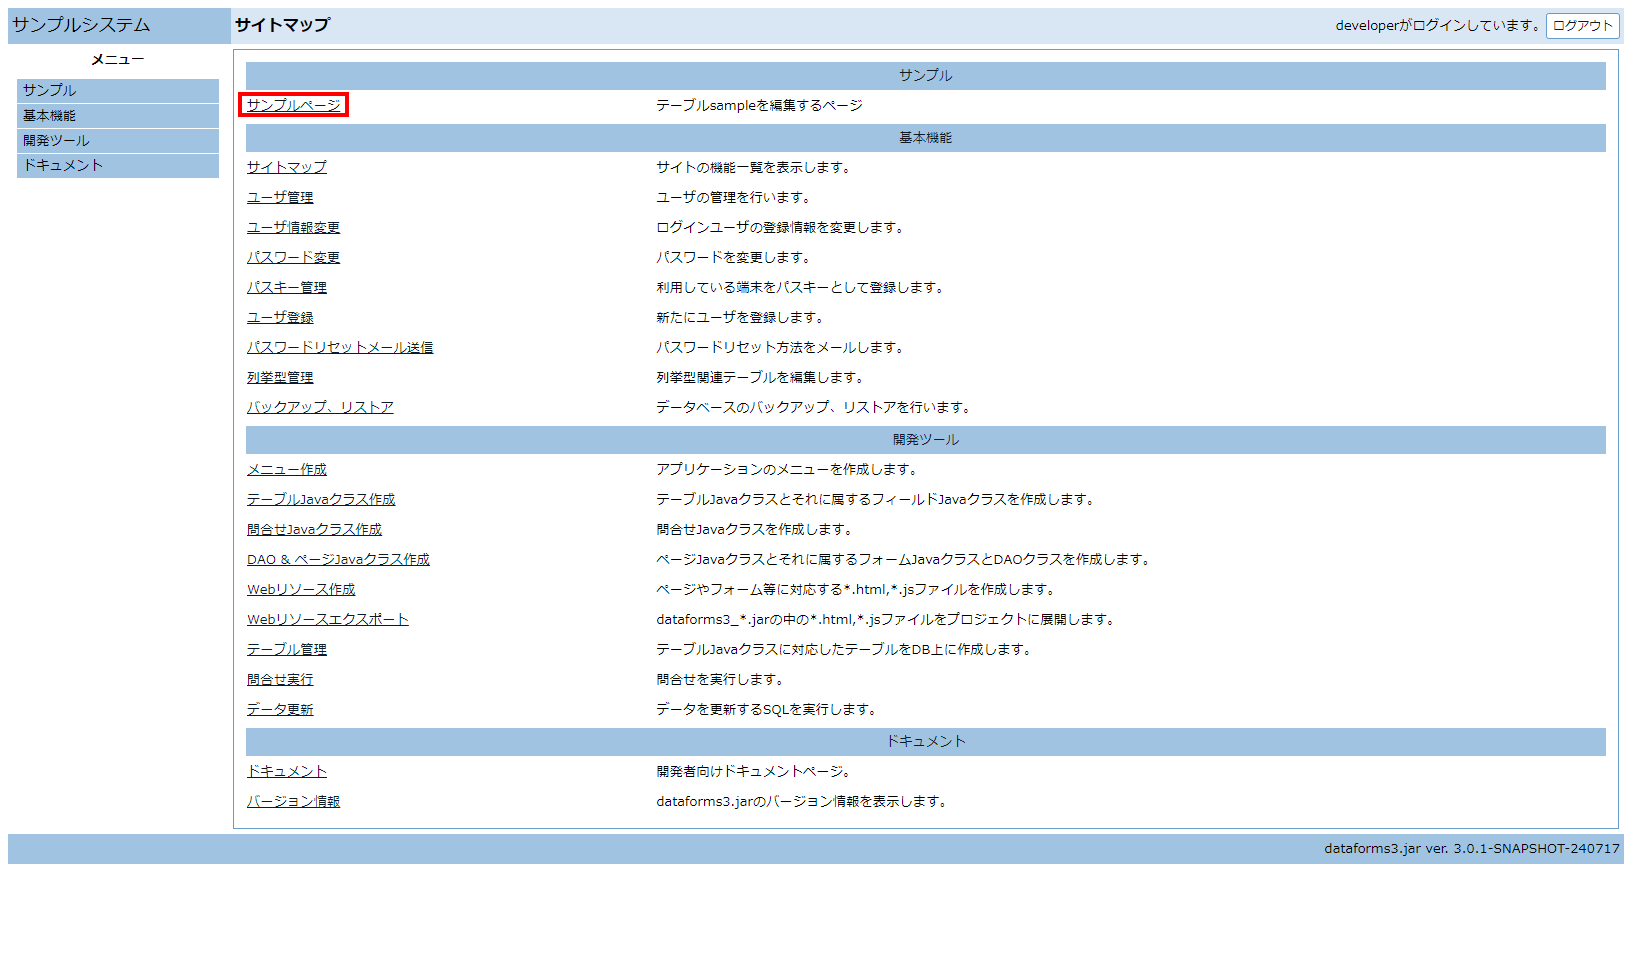 サンプルシステム
サイトマップ
developerがログインしています。 ログアウト
メニュー
サンプル
基本機能
開発ツール
ドキュメント
サンプル
サンプルページ テーブルsampleを編集するページ
基本機能
サイトマップ サイトの機能一覧を表示します。
ユーザ管理 ユーザの管理を行います。
ユーザ情報変更 ログインユーザの登録情報を変更します。
パスワード変更 パスワードを変更します。
パスキー管理 利用している端末をパスキーとして登録します。
ユーザ登録 新たにユーザを登録します。
パスワードリセットメール送信 パスワードリセット方法をメールします。
列挙型管理 列挙型関連テーブルを編集します。
バックアップ、リストア データベースのバックアップ、リストアを行います。
開発ツール
メニュー作成 アプリケーションのメニューを作成します。
テーブルJavaクラス作成 テーブルJavaクラスとそれに属するフィールドJavaクラスを作成します。
問合せJavaクラス作成 問合せJavaクラスを作成します。
DAO & ページJavaクラス作成 ページJavaクラスとそれに属するフォームJavaクラスとDAOクラスを作成します。
Webリソース作成 ページやフォーム等に対応する*.html,*.jsファイルを作成します。
Webリソースエクスポート dataforms3_*.jarの中の*.html,*.jsファイルをプロジェクトに展開します。
テーブル管理 テーブルJavaクラスに対応したテーブルをDB上に作成します。
問合せ実行 問合せを実行します。
データ更新 データを更新するSQLを実行します。
ドキュメント
ドキュメント 開発者向けドキュメントページ。
バージョン情報 dataforms3.jarのバージョン情報を表示します。
dataforms3.jar ver. 3.0.1-SNAPSHOT-240717